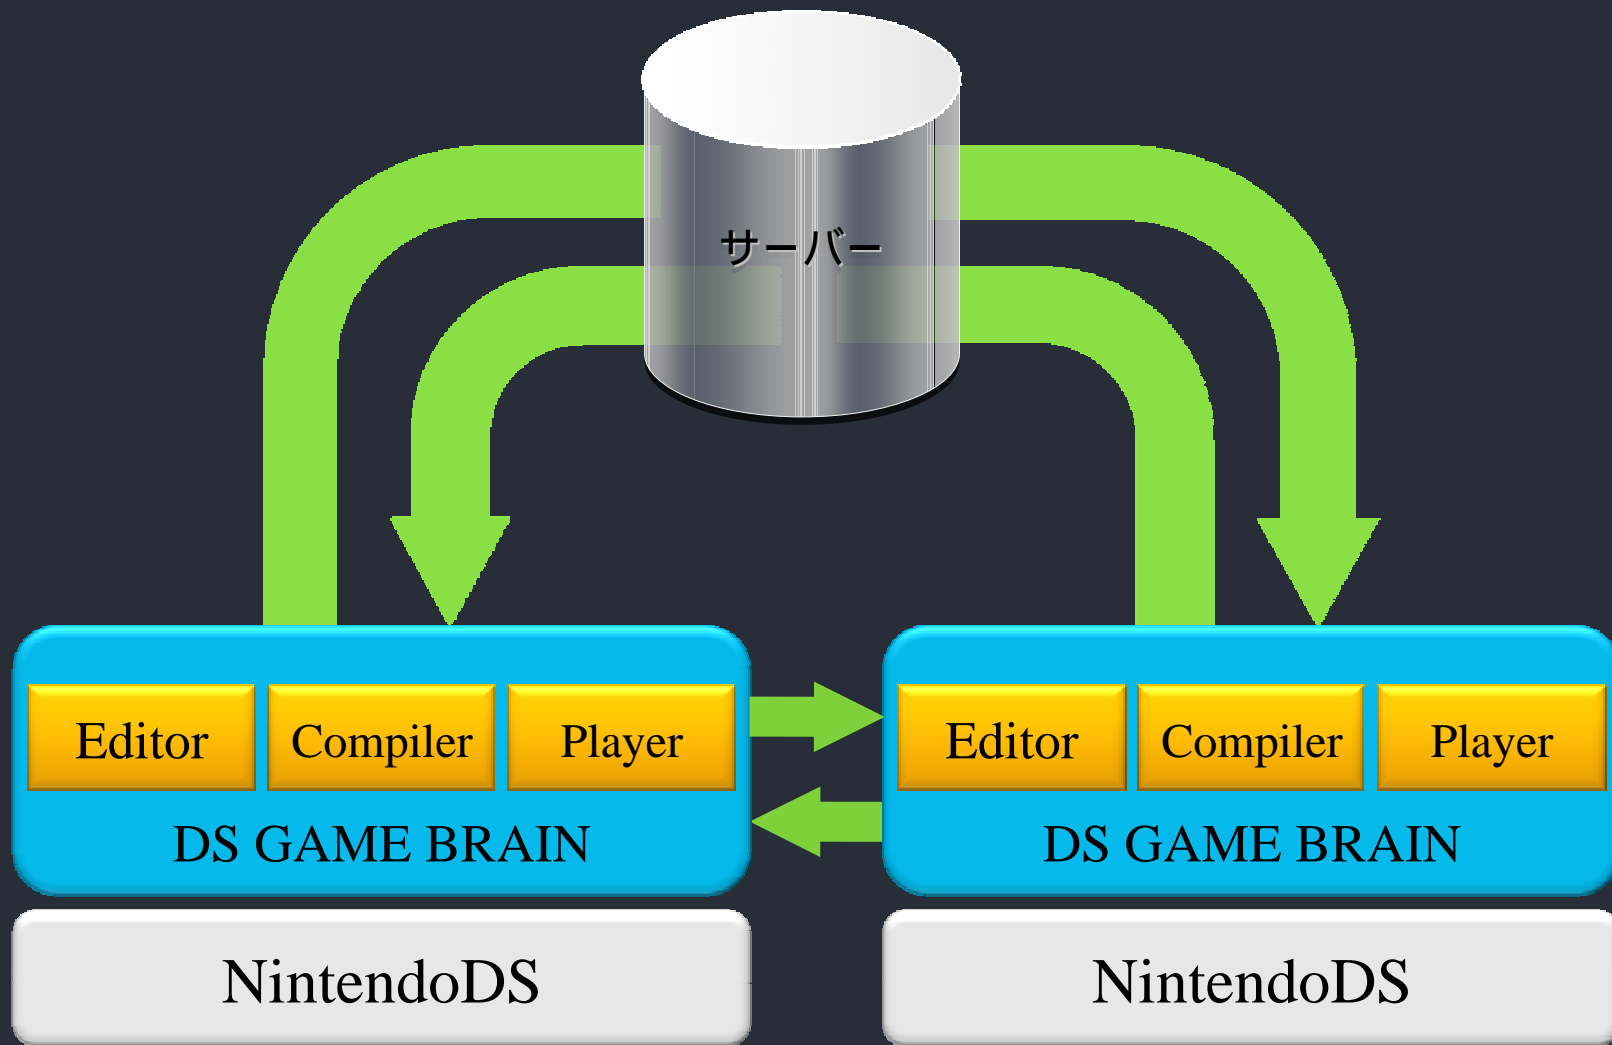 サーバー
Editor
Compiler
Player
DS GAME BRAIN
NintendoDS
Editor
Compiler
Player
DS GAME BRAIN
NintendoDS